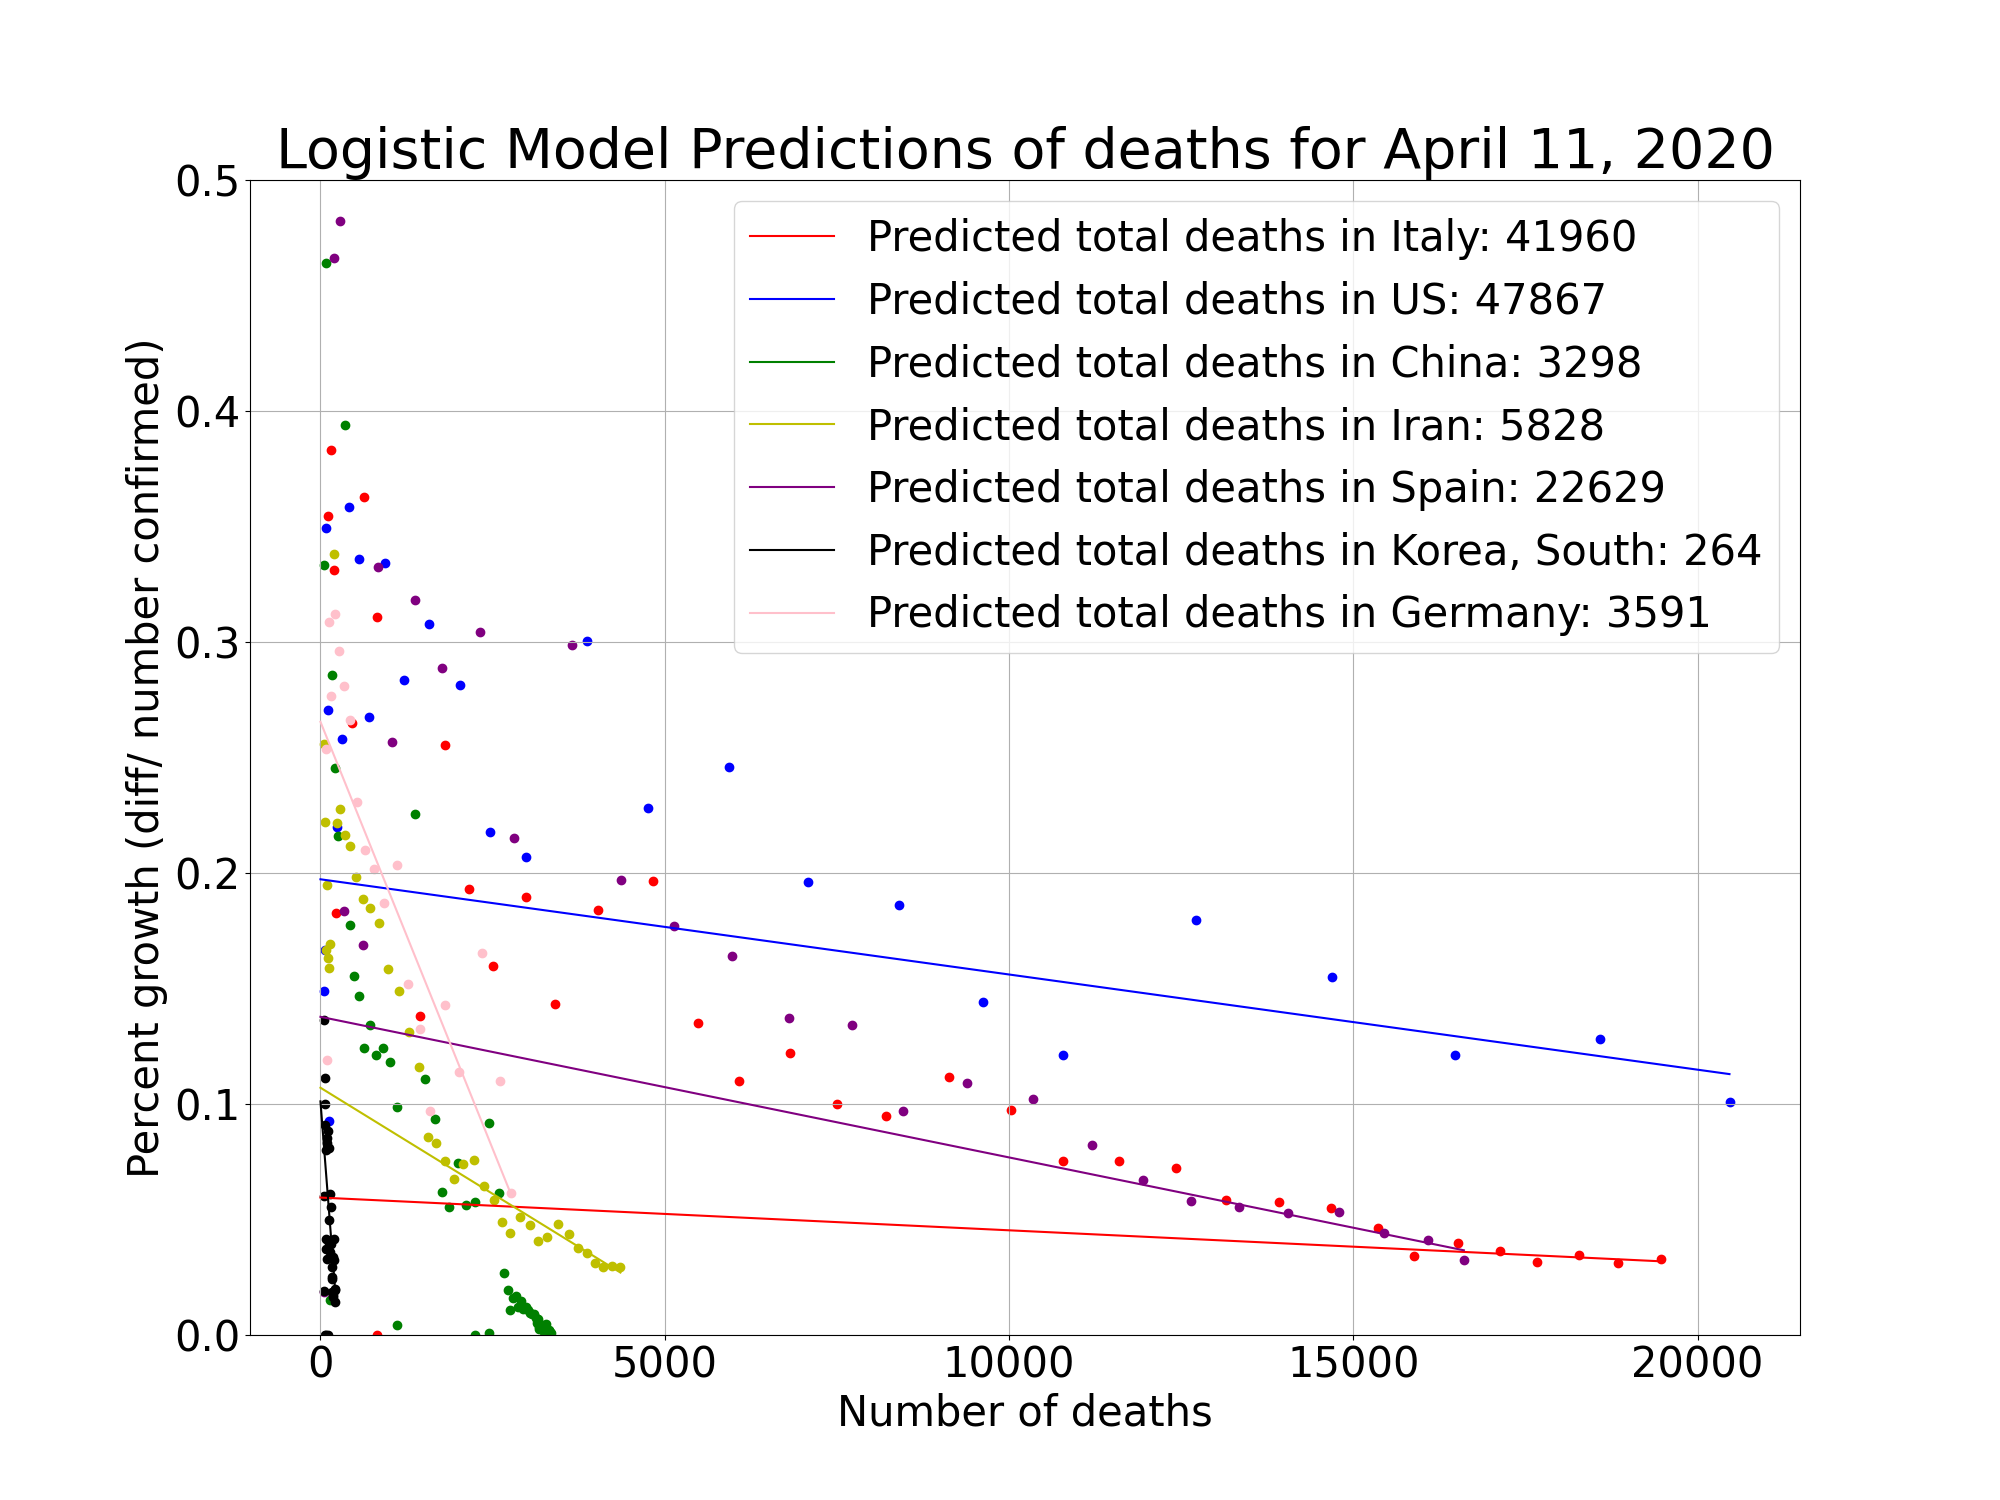 Logistic Model Predictions of deaths for April 11, 2020
0.5
0.4
0.3
0.2
0.1
0.0
Percent growth (diff/ number confirmed)
Predicted total deaths in Italy: 41960
Predicted total deaths in US: 47867
Predicted total deaths in China: 3298
Predicted total deaths in Iran: 5828
Predicted total deaths in Spain: 22629
Predicted total deaths in Korea, South: 264
Predicted total deaths in Germany: 3591
0 5000 10000 15000 20000
Number of deaths